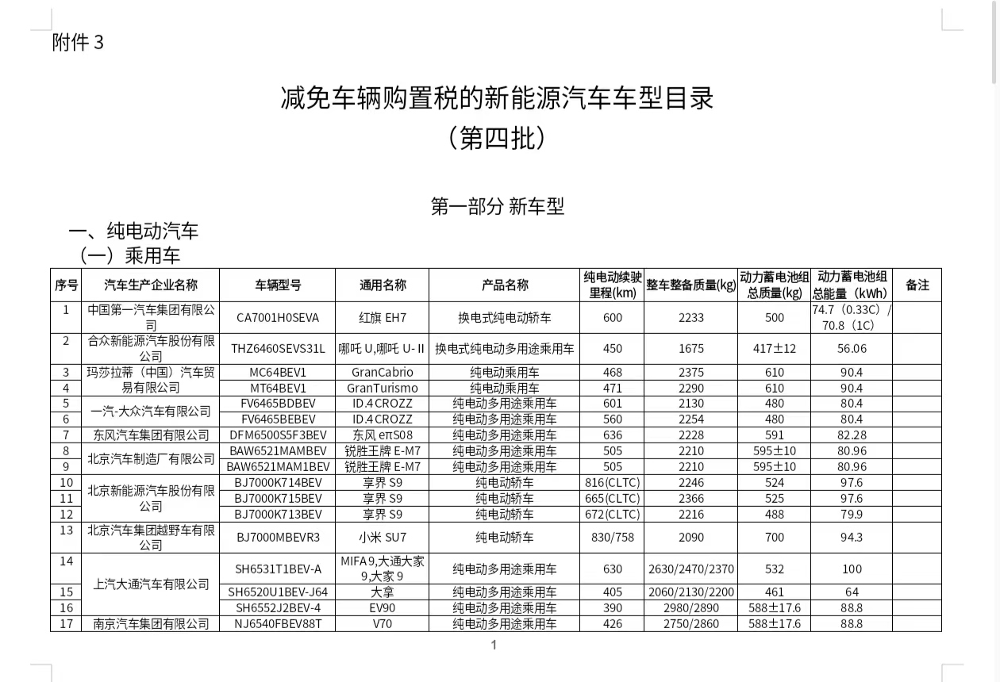 附件 3
减免车辆购置税的新能源汽车车型目录
（第四批）
第一部分 新车型
一、纯电动汽车
（一）乘用车
序号 汽车生产企业名称 车辆型号 通用名称 产品名称 纯电动续驶里程(km) 整车整备质量(kg) 动力蓄电池组总质量(kg) 动力蓄电池组总能量（kWh） 备注
1 中国第一汽车集团有限公司 CA7001H0SEVA 红旗 EH7 换电式纯电动轿车 600 2233 500 74.7（0.33C）/70.8（1C）
2 合众新能源汽车股份有限公司 THZ6460SEVS31L 哪吒 U,哪吒 U-Ⅱ 换电式纯电动多用途乘用车 450 1675 417±12 56.06
3 玛莎拉蒂（中国）汽车贸易有限公司 MC64BEV1 GranCabrio 纯电动乘用车 468 2375 610 90.4
4 MT64BEV1 GranTurismo 纯电动乘用车 471 2290 610 90.4
5 一汽-大众汽车有限公司 FV6465BDBEV ID.4 CROZZ 纯电动多用途乘用车 601 2130 480 80.4
6 FV6465BEBEV ID.4 CROZZ 纯电动多用途乘用车 560 2254 480 80.4
7 东风汽车集团有限公司 DFM6500S5F3BEV 东风 eπS08 纯电动多用途乘用车 636 2228 591 82.28
8 北京汽车制造厂有限公司 BAW6521MAMBEV 锐胜王牌 E-M7 纯电动多用途乘用车 505 2210 595±10 80.96
9 BAW6521MAM1BEV 锐胜王牌 E-M7 纯电动多用途乘用车 505 2210 595±10 80.96
10 北京新能源汽车股份有限公司 BJ7000K714BEV 享界 S9 纯电动轿车 816(CLTC) 2246 524 97.6
11 BJ7000K715BEV 享界 S9 纯电动轿车 665(CLTC) 2366 525 97.6
12 BJ7000K713BEV 享界 S9 纯电动轿车 672(CLTC) 2216 488 79.9
13 北京汽车集团越野车有限公司 BJ7000MBEVR3 小米 SU7 纯电动轿车 830/758 2090 700 94.3
14 上汽大通汽车有限公司 SH6531T1BEV-A MIFA 9,大通大家 9,大家 9 纯电动多用途乘用车 630 2630/2470/2370 532 100
15 SH6520U1BEV-J64 大拿 纯电动多用途乘用车 405 2060/2130/2200 461 64
16 SH6552J2BEV-4 EV90 纯电动多用途乘用车 390 2980/2890 588±17.6 88.8
17 南京汽车集团有限公司 NJ6540FBEV88T V70 纯电动多用途乘用车 426 2750/2860 588±17.6 88.8
1